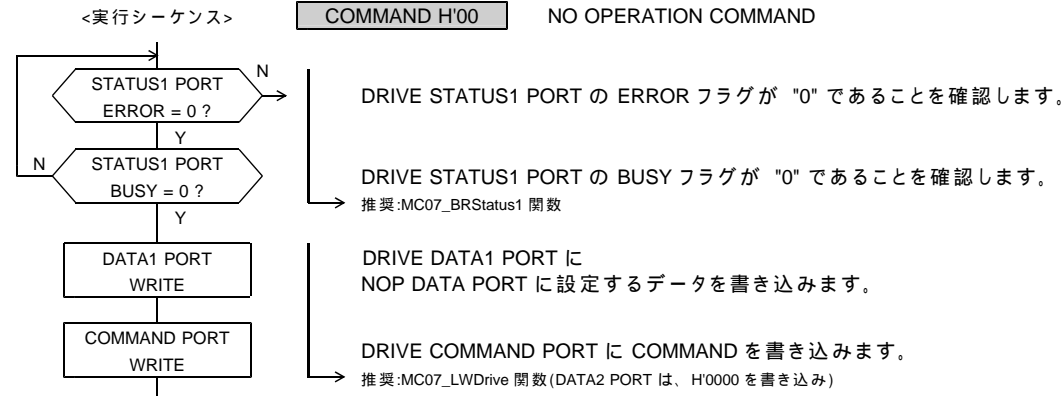 <実行シーケンス>
COMMAND H'00
NO OPERATION COMMAND
STATUS1 PORT
ERROR = 0 ?
N
DRIVE STATUS1 PORT の ERROR フラグが "0" であることを確認します。
Y
N
STATUS1 PORT
BUSY = 0 ?
DRIVE STATUS1 PORT の BUSY フラグが "0" であることを確認します。
推奨:MC07_BRStatus1 関数
Y
DATA1 PORT
WRITE
DRIVE DATA1 PORT に
NOP DATA PORT に設定するデータを書き込みます。
COMMAND PORT
WRITE
DRIVE COMMAND PORT に COMMAND を書き込みます。
推奨:MC07_LWDrive 関数(DATA2 PORT は、H'0000 を書き込み)